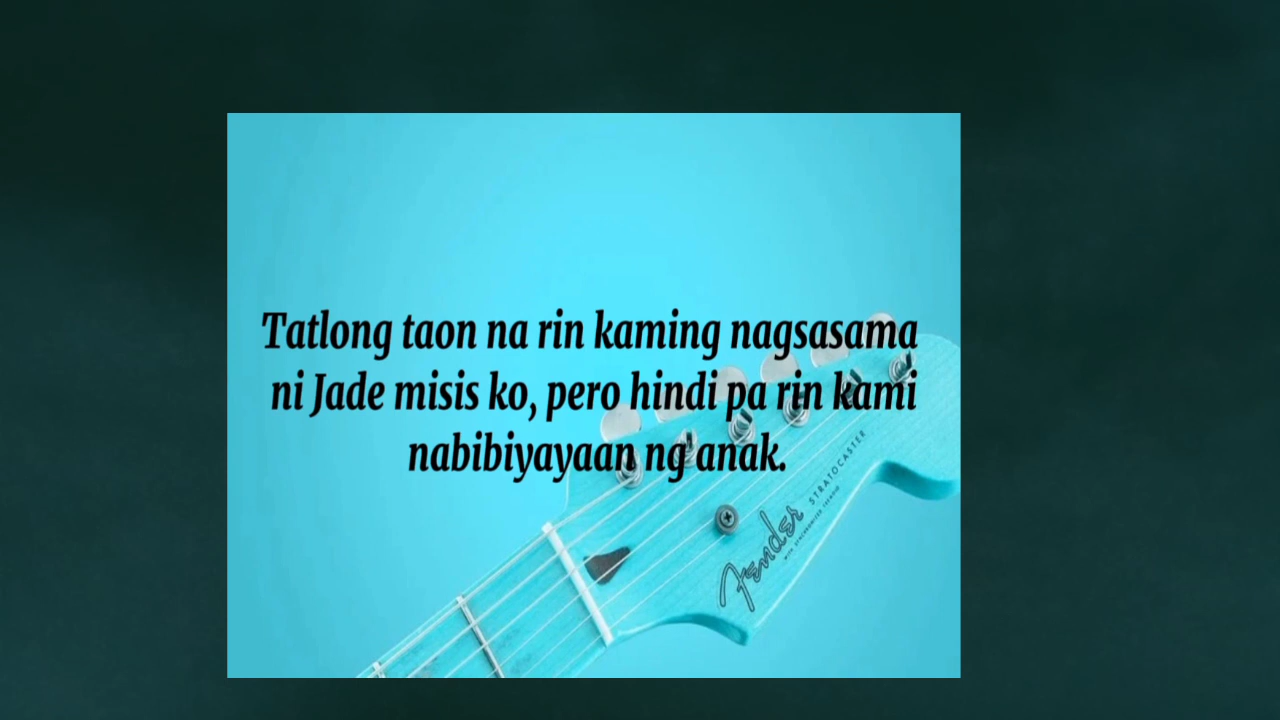 Tatlong taon na rin kaming nagsasama
ni Jade misis ko, pero hindi pa rin kami
nabibiyayaan ng anak.
Fender
STRATOCASTER